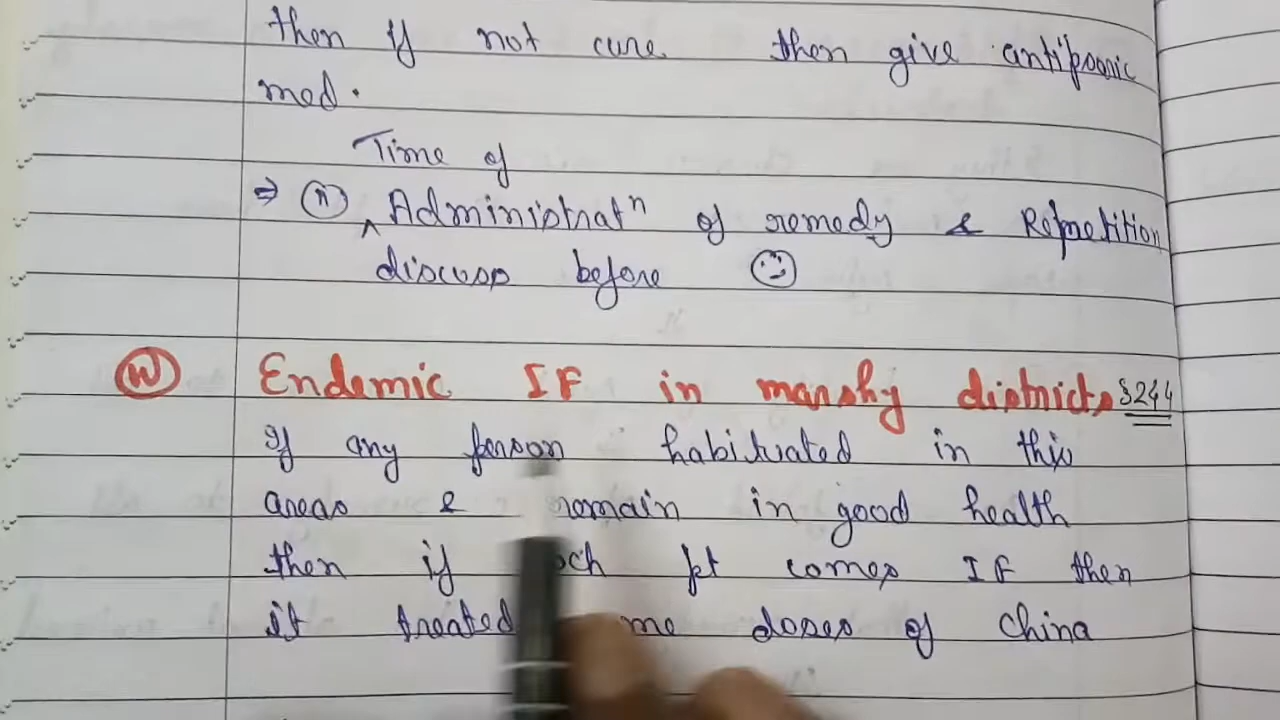 then if not cure then give antipsoric
med.
Time of
⇒ (n) ^ Administratⁿ of remedy & Repetition
discuss before
(W) Endemic IF in marshy districts §244
If any person habituated in this
areas & remain in good health
then if pt comes IF then
it treated doses of China